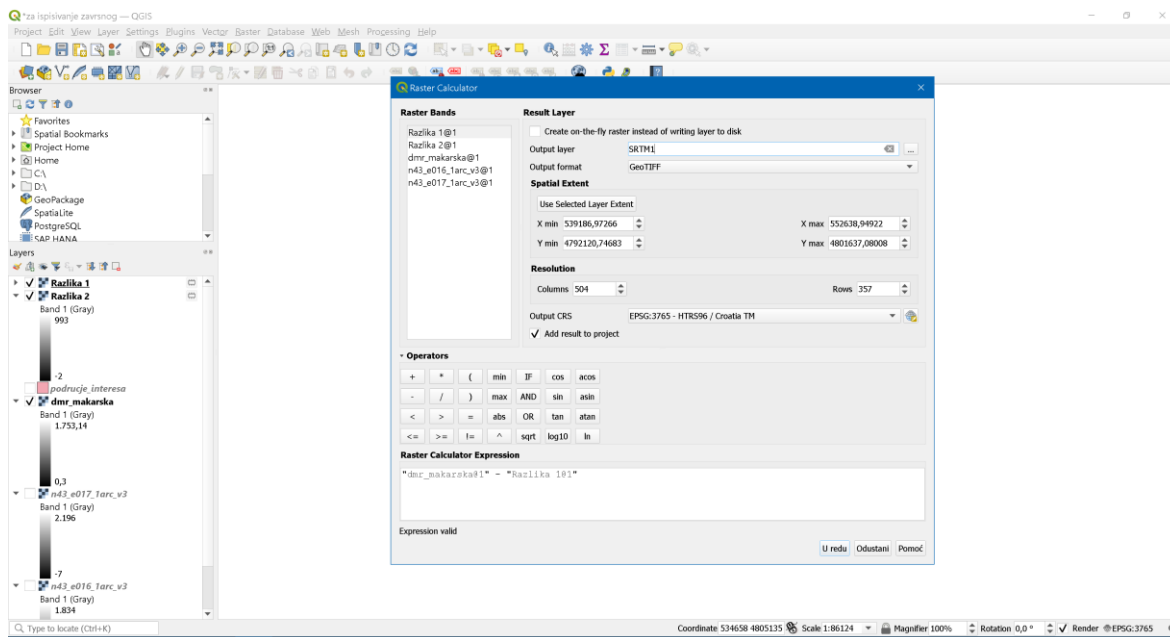 *za ispisivanje zavrsnog — QGIS
Project Edit View Layer Settings Plugins Vector Raster Database Web Mesh Processing Help
Browser
Favorites
Spatial Bookmarks
Project Home
Home
C:\
D:\
GeoPackage
SpatiaLite
PostgreSQL
SAP HANA
Layers
Razlika 1
Razlika 2
Band 1 (Gray)
993
-2
podrucje_interesa
dmr_makarska
Band 1 (Gray)
1.753,14
0,3
n43_e017_1arc_v3
Band 1 (Gray)
2.196
-7
n43_e016_1arc_v3
Band 1 (Gray)
1.834
Raster Calculator
Raster Bands
Razlika 1@1
Razlika 2@1
dmr_makarska@1
n43_e016_1arc_v3@1
n43_e017_1arc_v3@1
Result Layer
Create on-the-fly raster instead of writing layer to disk
Output layer SRTM1 ...
Output format GeoTIFF
Spatial Extent
Use Selected Layer Extent
X min 539186,97266 X max 552638,94922
Y min 4792120,74683 Y max 4801637,08008
Resolution
Columns 504 Rows 357
Output CRS EPSG:3765 - HTRS96 / Croatia TM
Add result to project
Operators
+ * ( min IF cos acos
- / ) max AND sin asin
< > = abs OR tan atan
<= >= != ^ sqrt log10 ln
Raster Calculator Expression
"dmr_makarska@1" - "Razlika 1@1"
Expression valid
U redu Odustani Pomoć
Type to locate (Ctrl+K) Coordinate 534658 4805135 Scale 1:86124 Magnifier 100% Rotation 0,0 ° Render EPSG:3765